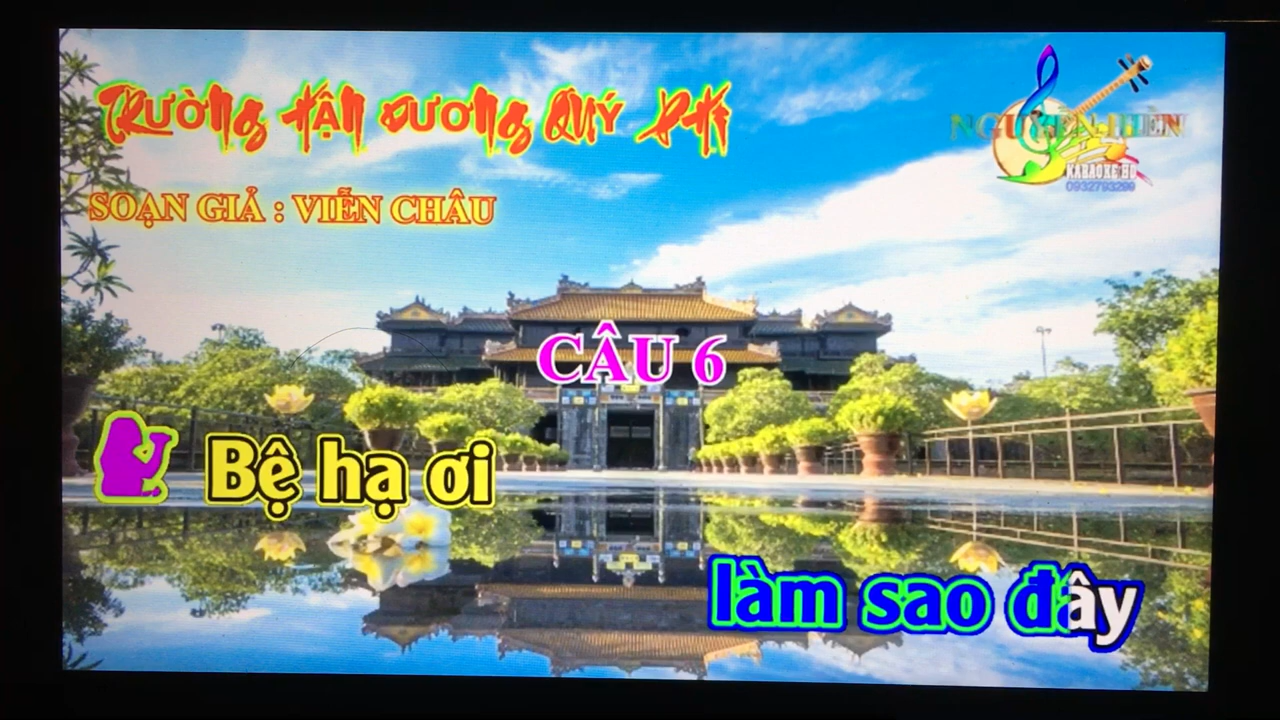 TRƯỜNG HẬN DƯƠNG QUÝ PHI
SOẠN GIẢ : VIỄN CHÂU
NGUYỄN HIỀN
KARAOKE HD
CÂU 6
Bệ hạ ơi
làm sao đây